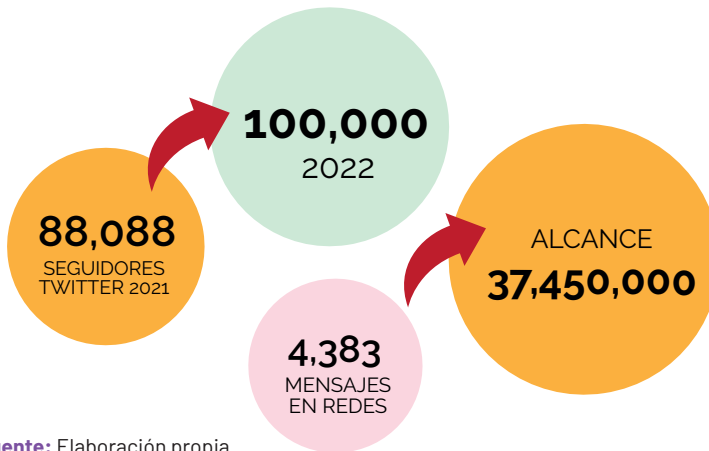 100,000
2022
88,088
SEGUIDORES
TWITTER 2021
ALCANCE
37,450,000
4,383
MENSAJES
EN REDES
ente: Elaboración propia